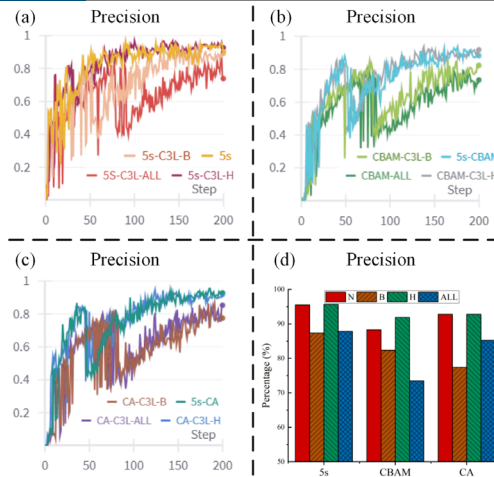 (a) Precision
1
0.8
0.6
0.4
0.2
5s-C3L-B 5s
5S-C3L-ALL 5s-C3L-H
Step
0 50 100 150 200
(b) Precision
1
0.8
0.6
0.4
0.2
CBAM-C3L-B 5s-CBAM
CBAM-ALL CBAM-C3L-H
Step
0 50 100 150 200
(c) Precision
1
0.8
0.6
0.4
0.2
CA-C3L-B 5s-CA
CA-C3L-ALL CA-C3L-H
Step
0 50 100 150 200
(d) Precision
N B H ALL
Percentage (%)
100
90
80
70
60
50
5s CBAM CA